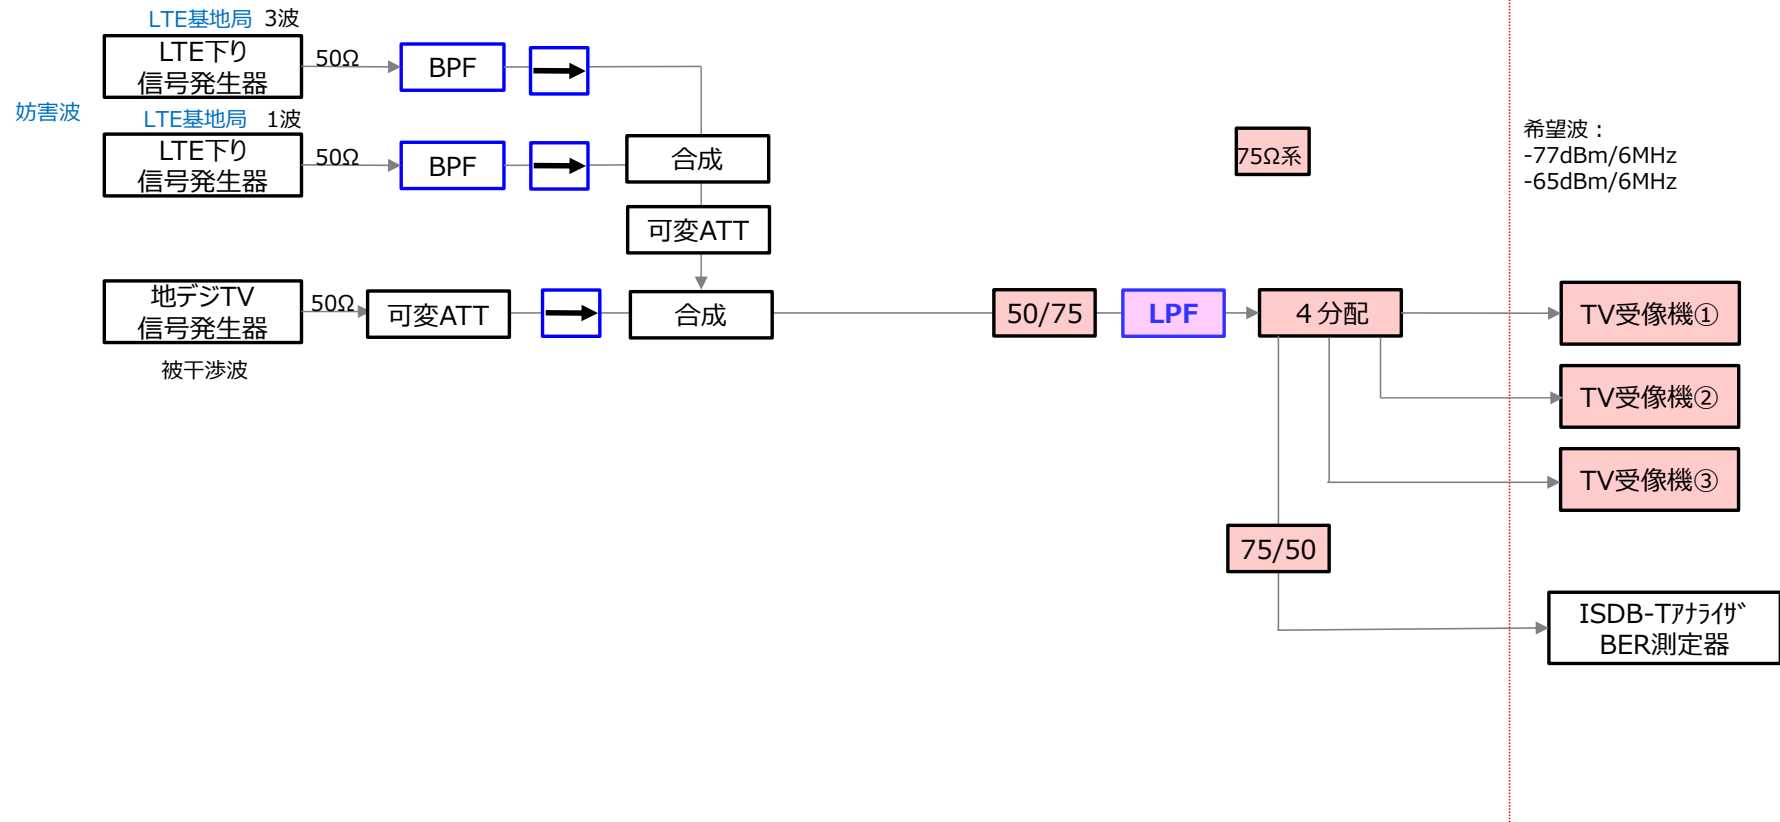 LTE基地局 3波
LTE下り
信号発生器
50Ω
BPF
妨害波
LTE基地局 1波
LTE下り
信号発生器
50Ω
BPF
合成
可変ATT
75Ω系
希望波：
-77dBm/6MHz
-65dBm/6MHz
地デジTV
信号発生器
50Ω
可変ATT
合成
50/75
LPF
４分配
TV受像機①
被干渉波
TV受像機②
TV受像機③
75/50
ISDB-Tｱﾅﾗｲｻﾞ
BER測定器